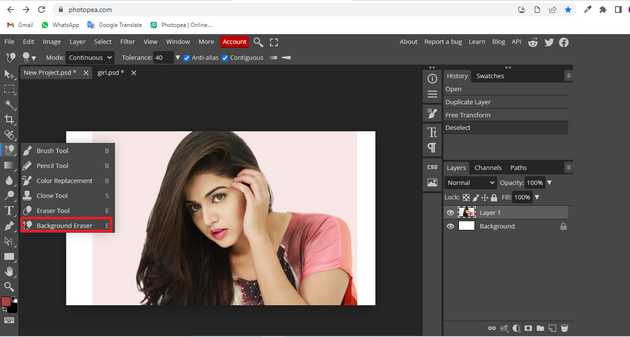 photopea.com
Gmail WhatsApp Google Translate Photopea | Online...
File Edit Image Layer Select Filter View Window More Account About Report a bug Learn Blog API
Mode: Continuous Tolerance: 40 Anti-alias Contiguous
New Project.psd * girl.psd *
History Swatches
Open
Duplicate Layer
Free Transform
Deselect
Brush Tool B
Pencil Tool B
Color Replacement B
Clone Tool S
Eraser Tool E
Background Eraser E
CSS
Layers Channels Paths
Normal Opacity: 100%
Lock: Fill: 100%
Layer 1
Background